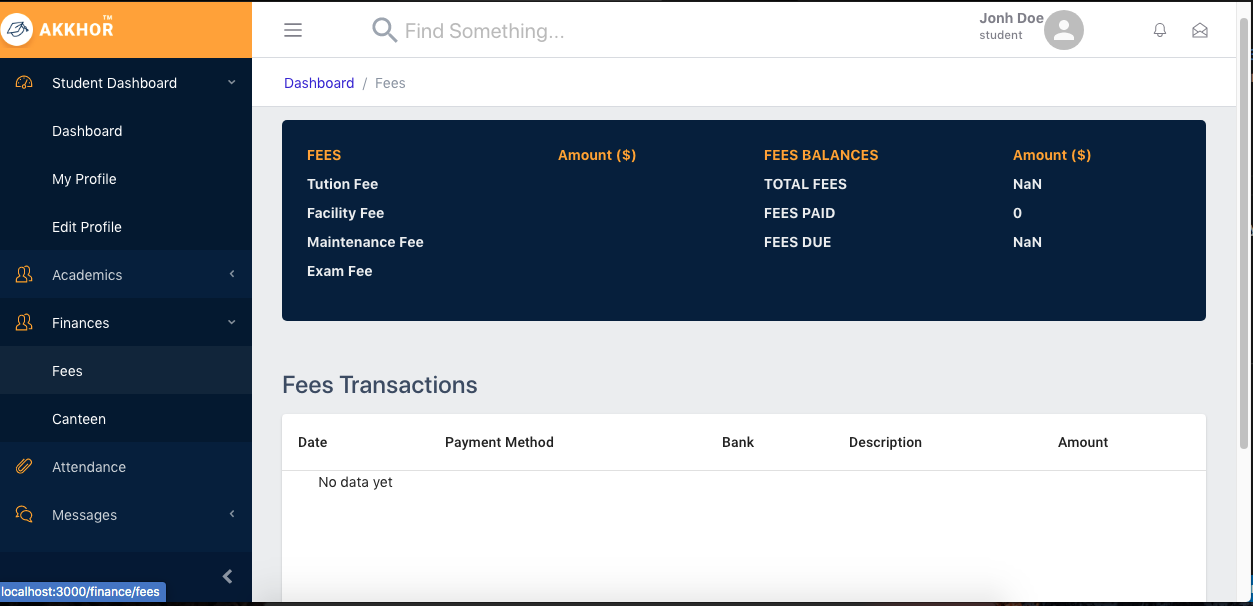 AKKHOR™
Find Something...
Jonh Doe
student
Student Dashboard
Dashboard
My Profile
Edit Profile
Academics
Finances
Fees
Canteen
Attendance
Messages
localhost:3000/finance/fees
Dashboard / Fees
FEES Amount ($) FEES BALANCES Amount ($)
Tution Fee TOTAL FEES NaN
Facility Fee FEES PAID 0
Maintenance Fee FEES DUE NaN
Exam Fee
Fees Transactions
Date Payment Method Bank Description Amount
No data yet